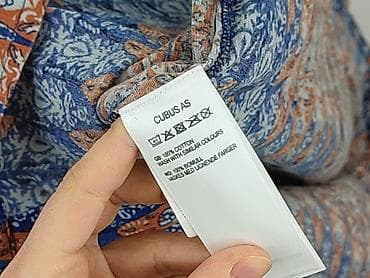 CUBUS AS
GB: 100% COTTON
WASH WITH SIMILAR COLOURS
NO: 100% BOMULL
VASKES MED LIGNENDE FARGER